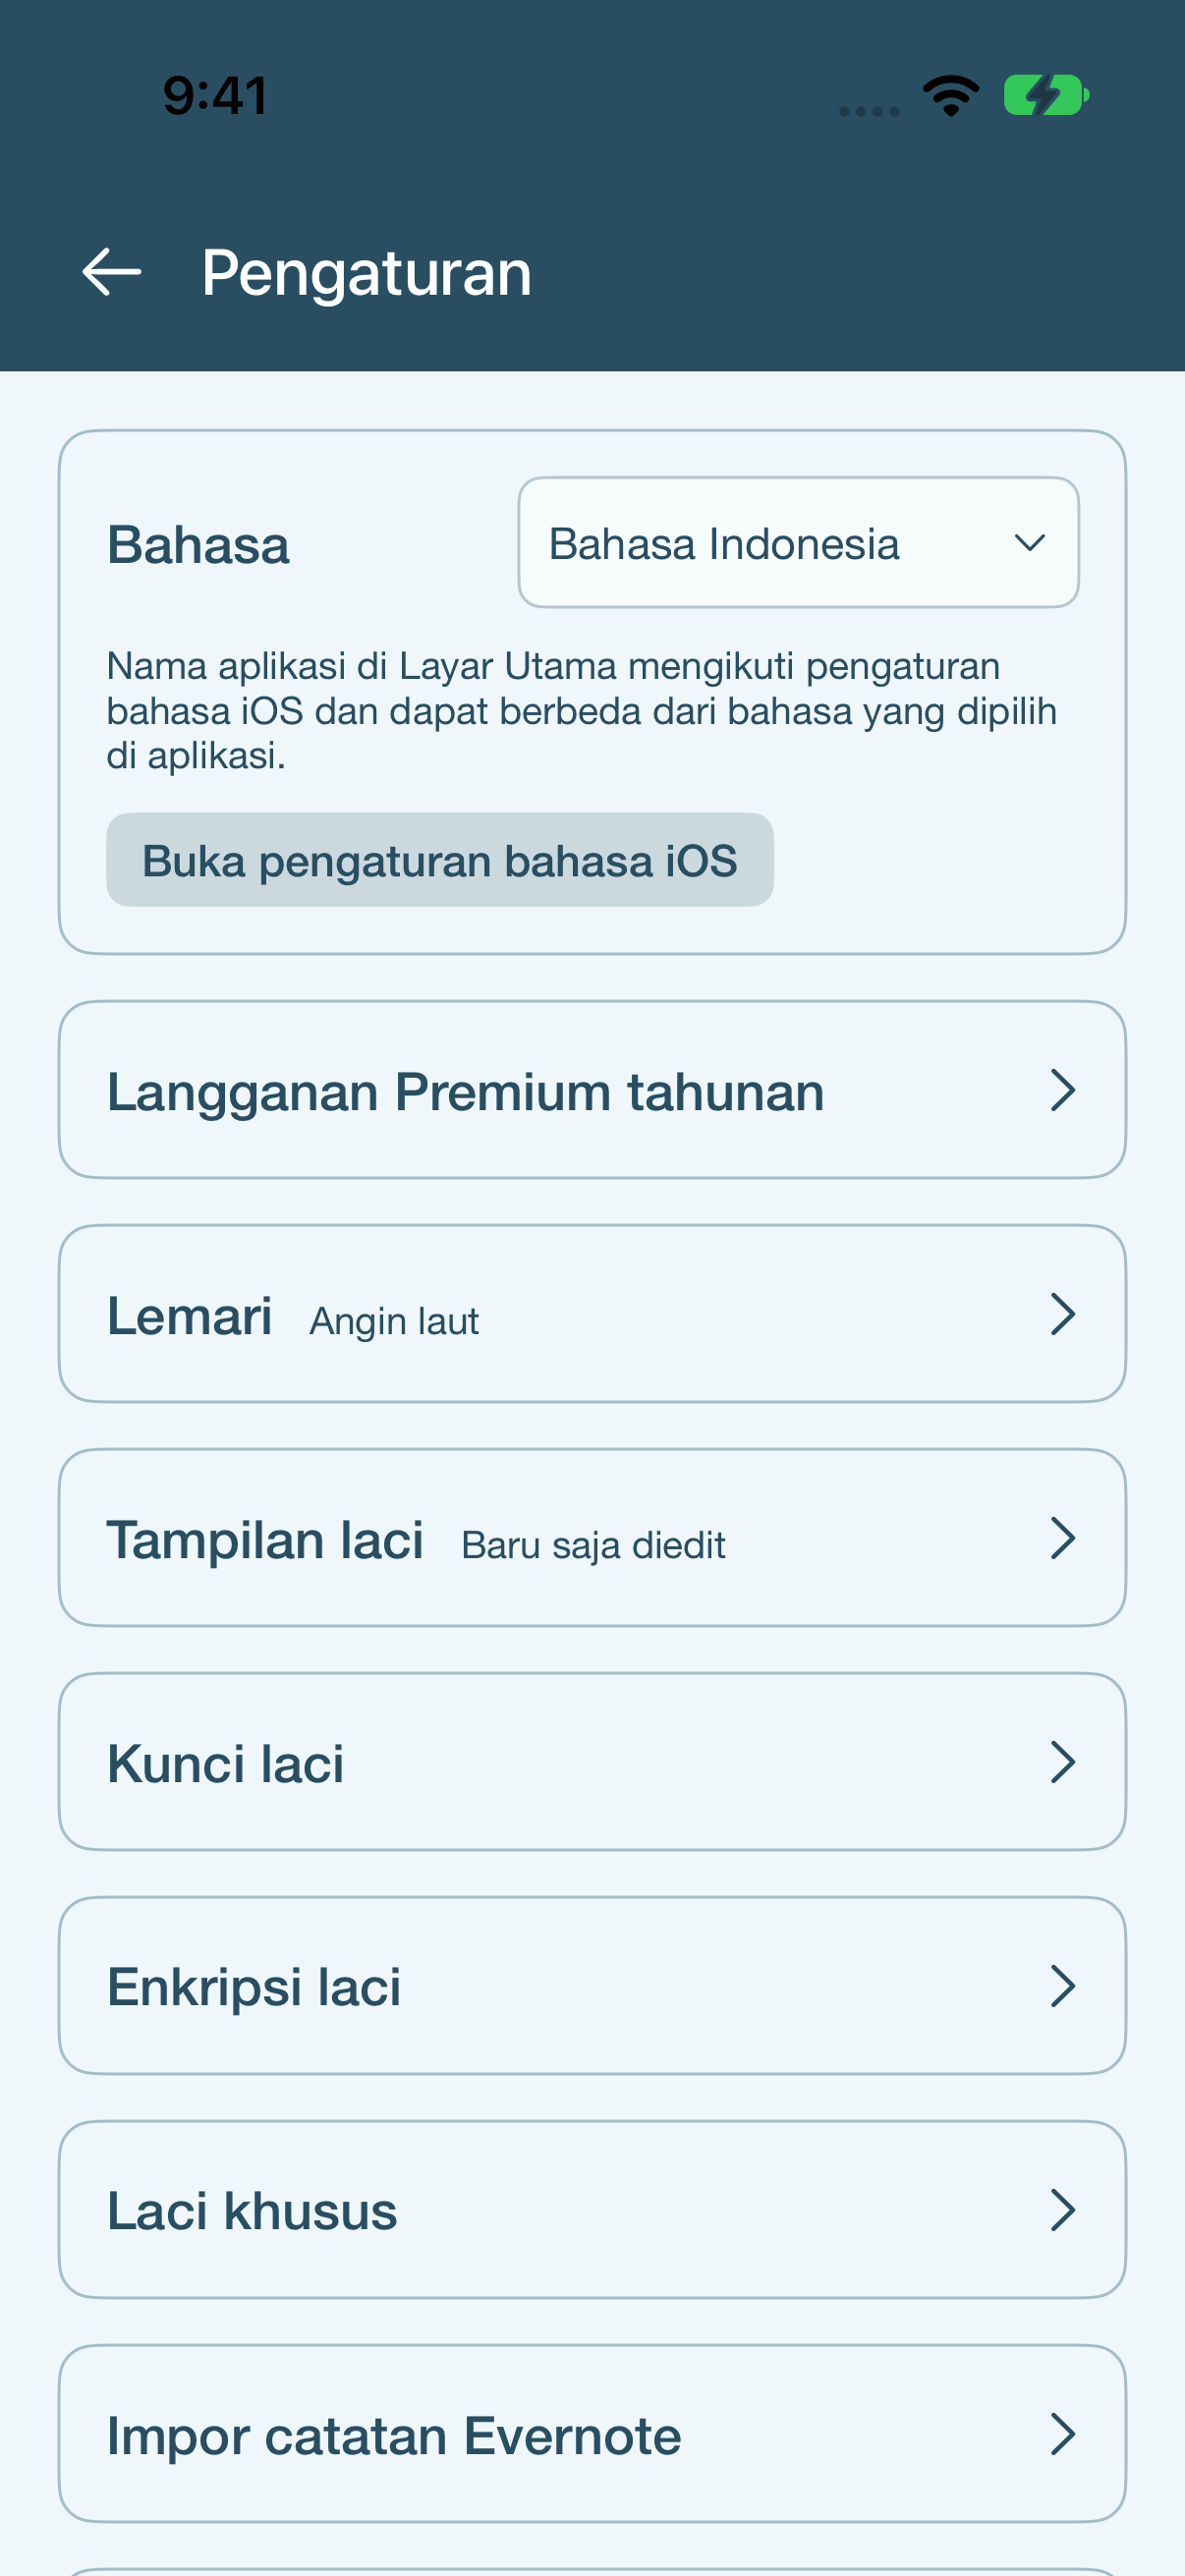 9:41
Pengaturan
Bahasa
Bahasa Indonesia
Nama aplikasi di Layar Utama mengikuti pengaturan
bahasa iOS dan dapat berbeda dari bahasa yang dipilih
di aplikasi.
Buka pengaturan bahasa iOS
Langganan Premium tahunan
Lemari Angin laut
Tampilan laci Baru saja diedit
Kunci laci
Enkripsi laci
Laci khusus
Impor catatan Evernote